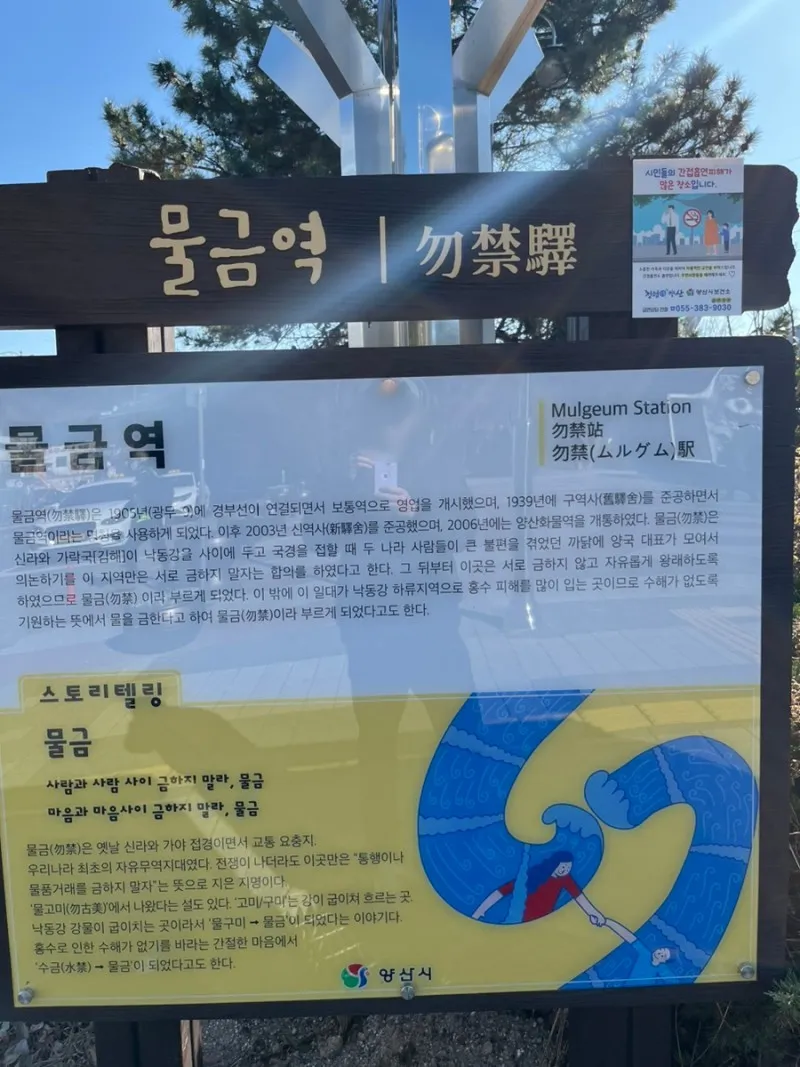 물금역 | 勿禁驛
시민들의 간접흡연피해가
많은 장소입니다.
양산시보건소
055-383-9030
물금역
Mulgeum Station
勿禁站
勿禁(ムルグム)駅
물금역(勿禁驛)은 1905년(광무 9)에 경부선이 연결되면서 보통역으로 영업을 개시했으며, 1939년에 구역사(舊驛舍)를 준공하면서
물금역이라는 명칭을 사용하게 되었다. 이후 2003년 신역사(新驛舍)를 준공했으며, 2006년에는 양산화물역을 개통하였다. 물금(勿禁)은
신라와 가락국[김해]이 낙동강을 사이에 두고 국경을 접할 때 두 나라 사람들이 큰 불편을 겪었던 까닭에 양국 대표가 모여서
의논하기를 이 지역만은 서로 금하지 말자는 합의를 하였다고 한다. 그 뒤부터 이곳은 서로 금하지 않고 자유롭게 왕래하도록
하였으므로 물금(勿禁) 이라 부르게 되었다. 이 밖에 이 일대가 낙동강 하류지역으로 홍수 피해를 많이 입는 곳이므로 수해가 없도록
기원하는 뜻에서 물을 금한다고 하여 물금(勿禁)이라 부르게 되었다고도 한다.
스토리텔링
물금
사람과 사람 사이 금하지 말라, 물금
마음과 마음사이 금하지 말라, 물금
물금(勿禁)은 옛날 신라와 가야 접경이면서 교통 요충지.
우리나라 최초의 자유무역지대였다. 전쟁이 나더라도 이곳만은 "통행이나
물품거래를 금하지 말자"는 뜻으로 지은 지명이다.
'물고미(勿古美)'에서 나왔다는 설도 있다. '고미/구미'는 강이 굽이쳐 흐르는 곳.
낙동강 강물이 굽이치는 곳이라서 '물구미 → 물금'이 되었다는 이야기다.
홍수로 인한 수해가 없기를 바라는 간절한 마음에서
'수금(水禁) → 물금'이 되었다고도 한다.
양산시